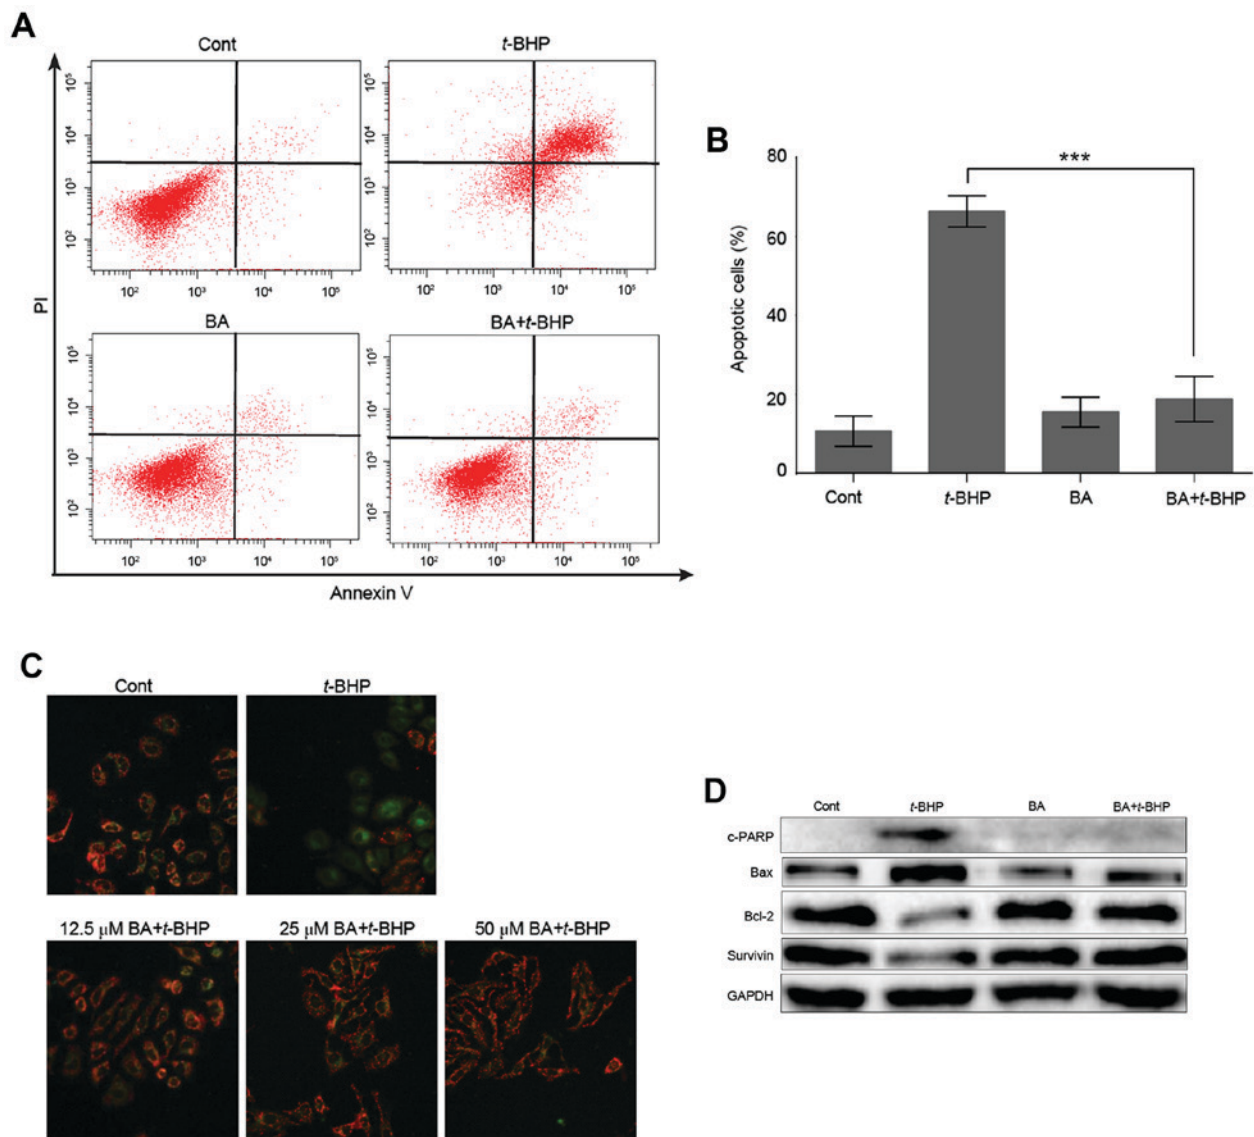 A
Cont
t-BHP
10⁵
10⁴
10³
10²
10² 10³ 10⁴ 10⁵
10⁵
10⁴
10³
10²
10² 10³ 10⁴ 10⁵
BA
BA+t-BHP
10⁵
10⁴
10³
10²
10² 10³ 10⁴ 10⁵
10⁵
10⁴
10³
10²
10² 10³ 10⁴ 10⁵
PI
Annexin V
B
80
60
40
20
0
Apoptotic cells (%)
***
Cont t-BHP BA BA+t-BHP
C
Cont t-BHP
12.5 µM BA+t-BHP 25 µM BA+t-BHP 50 µM BA+t-BHP
D
Cont t-BHP BA BA+t-BHP
c-PARP
Bax
Bcl-2
Survivin
GAPDH